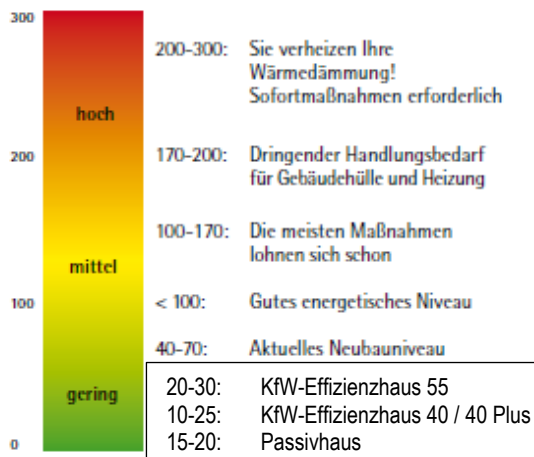 300
200-300: Sie verheizen Ihre
Wärmedämmung!
Sofortmaßnahmen erforderlich
hoch
200
170-200: Dringender Handlungsbedarf
für Gebäudehülle und Heizung
100-170: Die meisten Maßnahmen
lohnen sich schon
mittel
100
< 100: Gutes energetisches Niveau
40-70: Aktuelles Neubauniveau
gering
20-30: KfW-Effizienzhaus 55
10-25: KfW-Effizienzhaus 40 / 40 Plus
15-20: Passivhaus
0